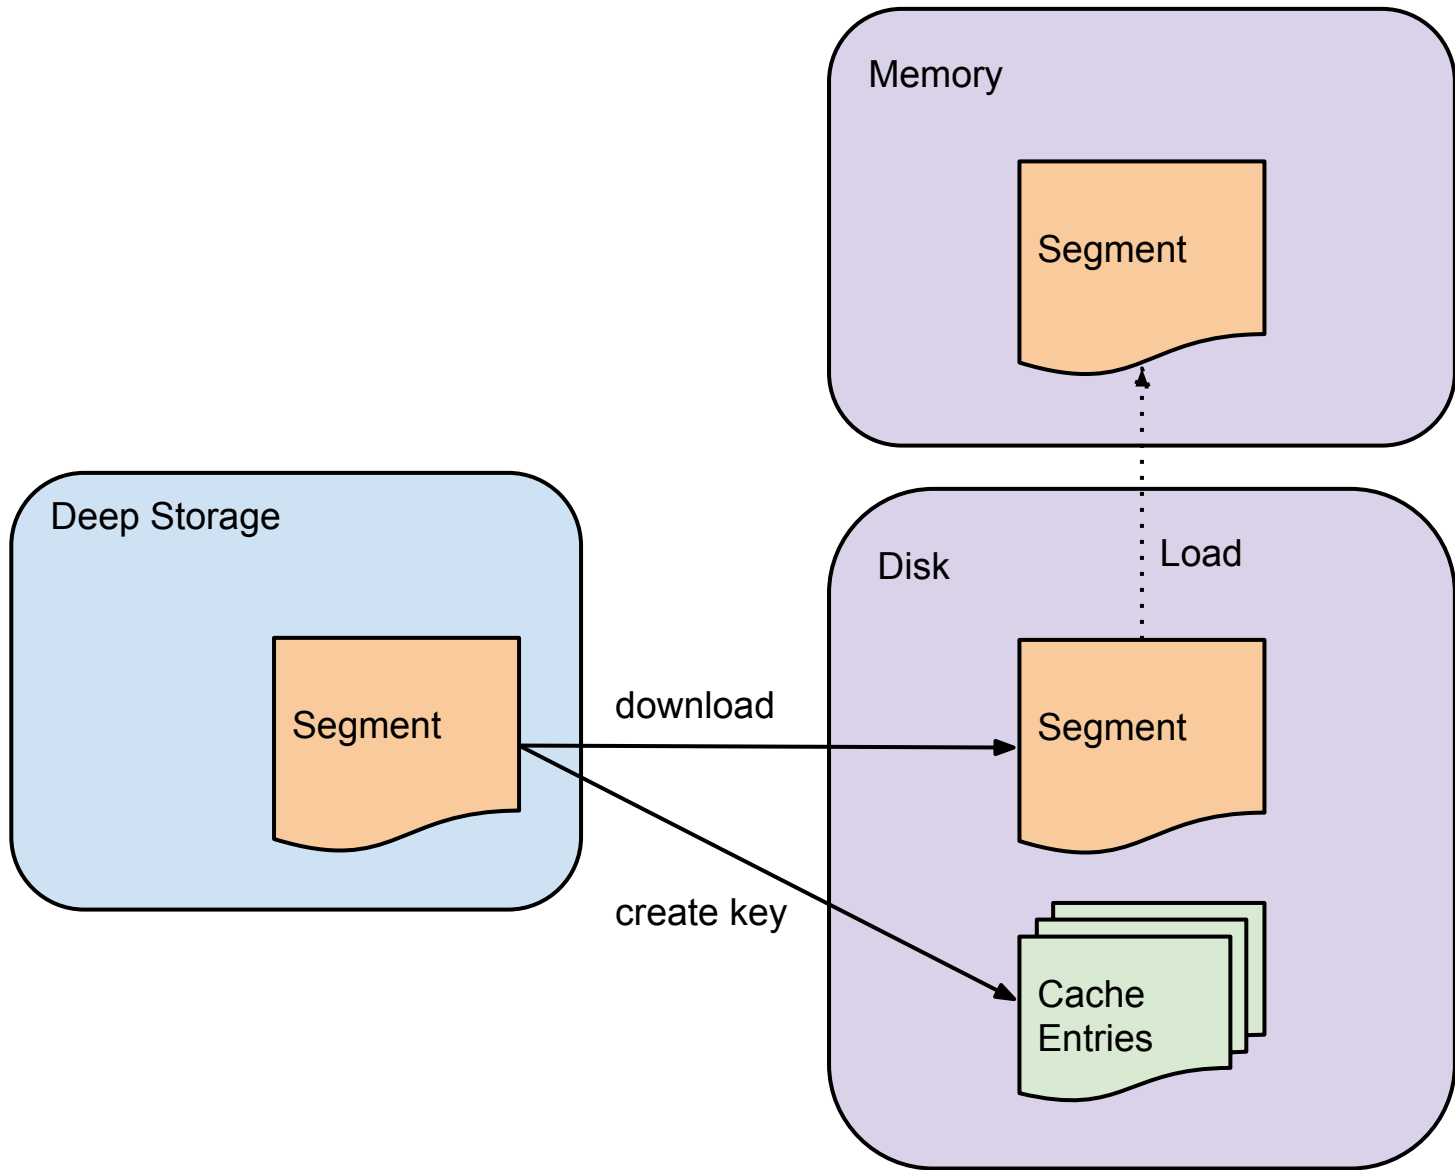 Memory
Segment
Deep Storage
Segment
download
create key
Disk
Load
Segment
Cache
Entries